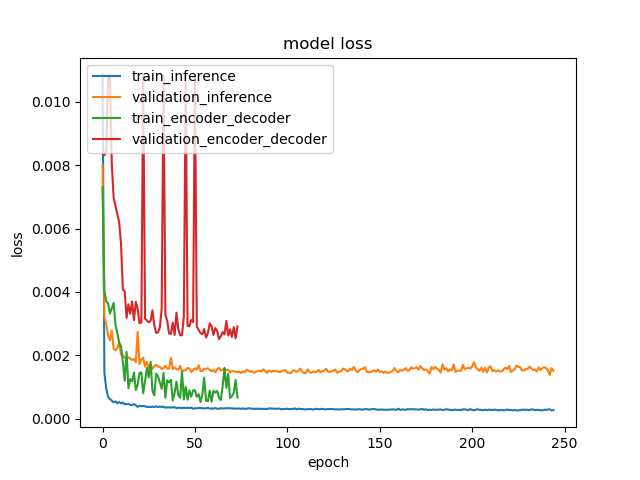 model loss
train_inference
validation_inference
train_encoder_decoder
validation_encoder_decoder
0.010
0.008
0.006
0.004
0.002
0.000
loss
0 50 100 150 200 250
epoch